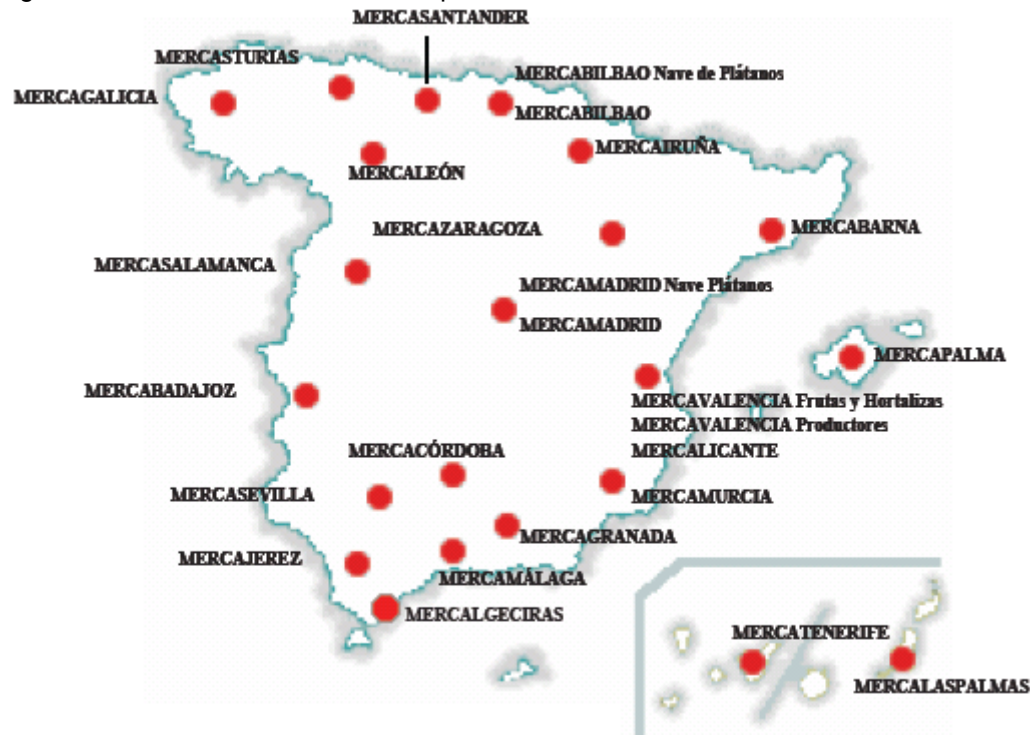 MERCASANTANDER
MERCASTURIAS
MERCABILBAO Nave de Plátanos
MERCAGALICIA
MERCABILBAO
MERCAIRUÑA
MERCALEÓN
MERCAZARAGOZA
MERCABARNA
MERCASALAMANCA
MERCAMADRID Nave Plátanos
MERCAMADRID
MERCAPALMA
MERCABADAJOZ
MERCAVALENCIA Frutas y Hortalizas
MERCAVALENCIA Productores
MERCACÓRDOBA
MERCALICANTE
MERCASEVILLA
MERCAMURCIA
MERCAGRANADA
MERCAJEREZ
MERCAMÁLAGA
MERCALGECIRAS
MERCATENERIFE
MERCALASPALMAS